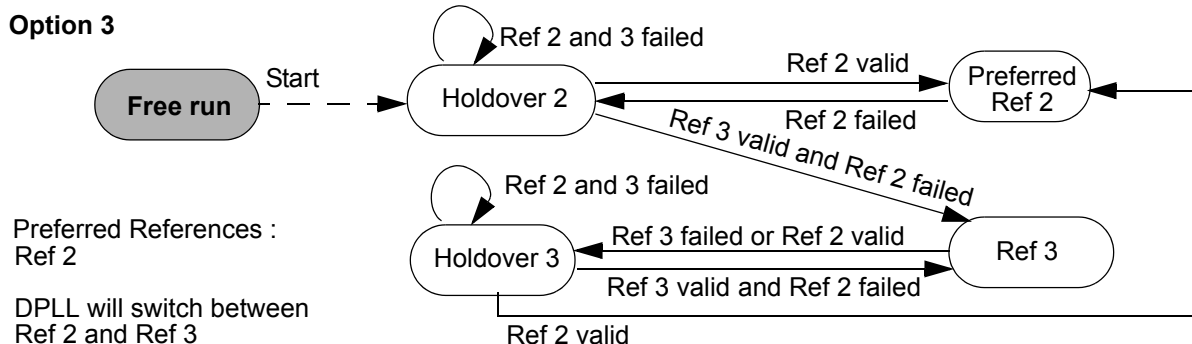 Option 3
Ref 2 and 3 failed
Start
Free run
Holdover 2
Ref 2 valid
Preferred
Ref 2
Ref 2 failed
Ref 3 valid and Ref 2 failed
Ref 2 and 3 failed
Preferred References :
Ref 2
Holdover 3
Ref 3 failed or Ref 2 valid
Ref 3
Ref 3 valid and Ref 2 failed
DPLL will switch between
Ref 2 and Ref 3
Ref 2 valid